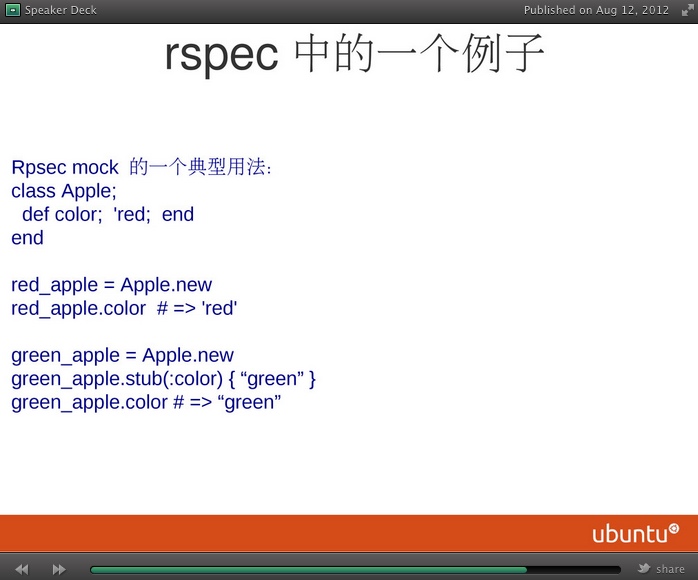 Speaker Deck
Published on Aug 12, 2012
rspec 中的一个例子
Rpsec mock 的一个典型用法:
class Apple;
def color; 'red; end
end
red_apple = Apple.new
red_apple.color # => 'red'
green_apple = Apple.new
green_apple.stub(:color) { “green” }
green_apple.color # => “green”
ubuntu
share